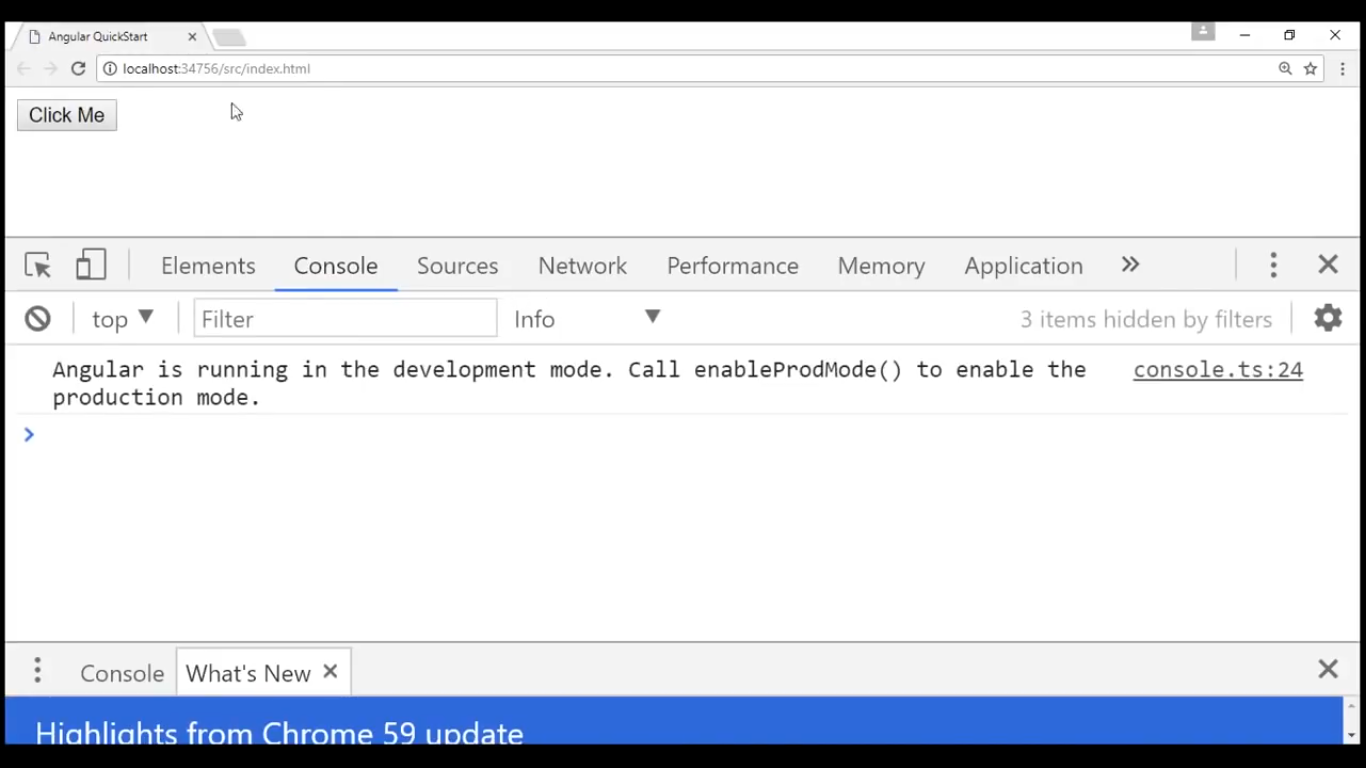 Angular QuickStart
localhost:34756/src/index.html
Click Me
Elements Console Sources Network Performance Memory Application
top Filter Info 3 items hidden by filters
Angular is running in the development mode. Call enableProdMode() to enable the console.ts:24
production mode.
Console What's New
Highlights from Chrome 59 update